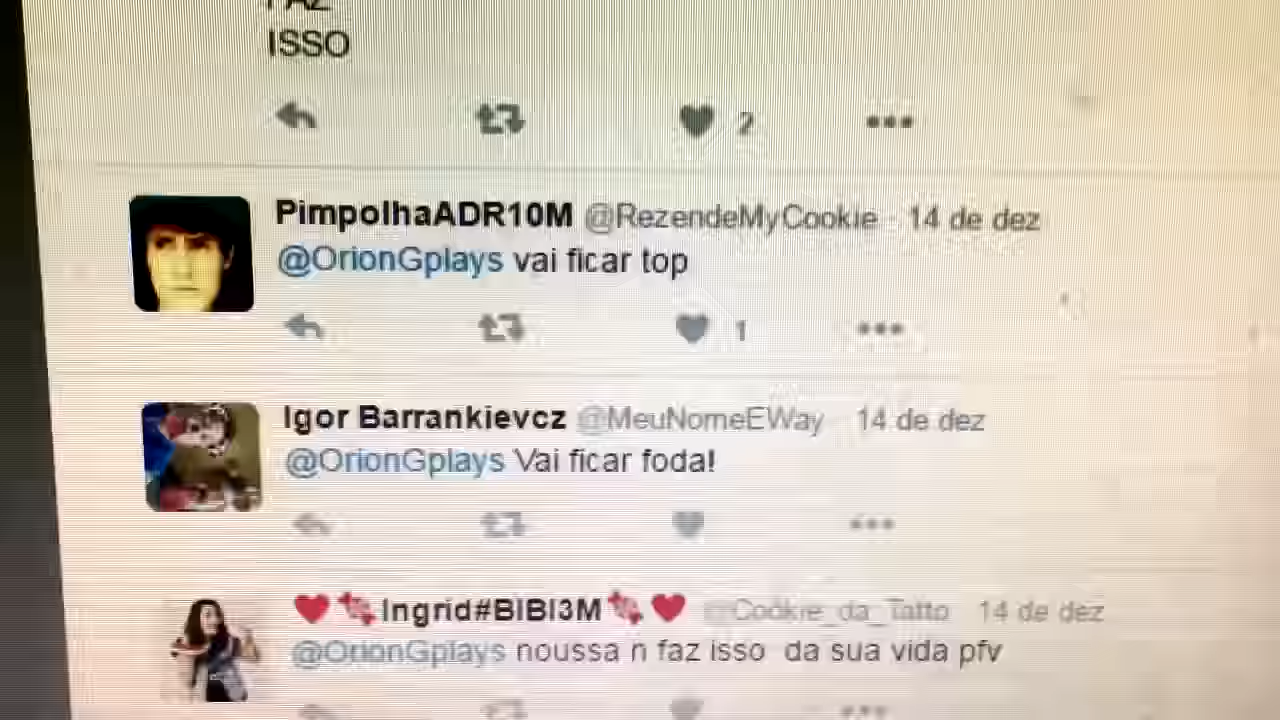 FAZ
ISSO
2
PimpolhaADR10M @RezendeMyCookie · 14 de dez
@OrionGplays vai ficar top
1
Igor Barrankievcz @MeuNomeEWay 14 de dez
@OrionGplays Vai ficar foda!
❤️🍬Ingrid#BIBI3M🍬❤️ @Cookie_da_Tatto 14 de dez
@OrionGplays noussa n faz isso da sua vida pfv